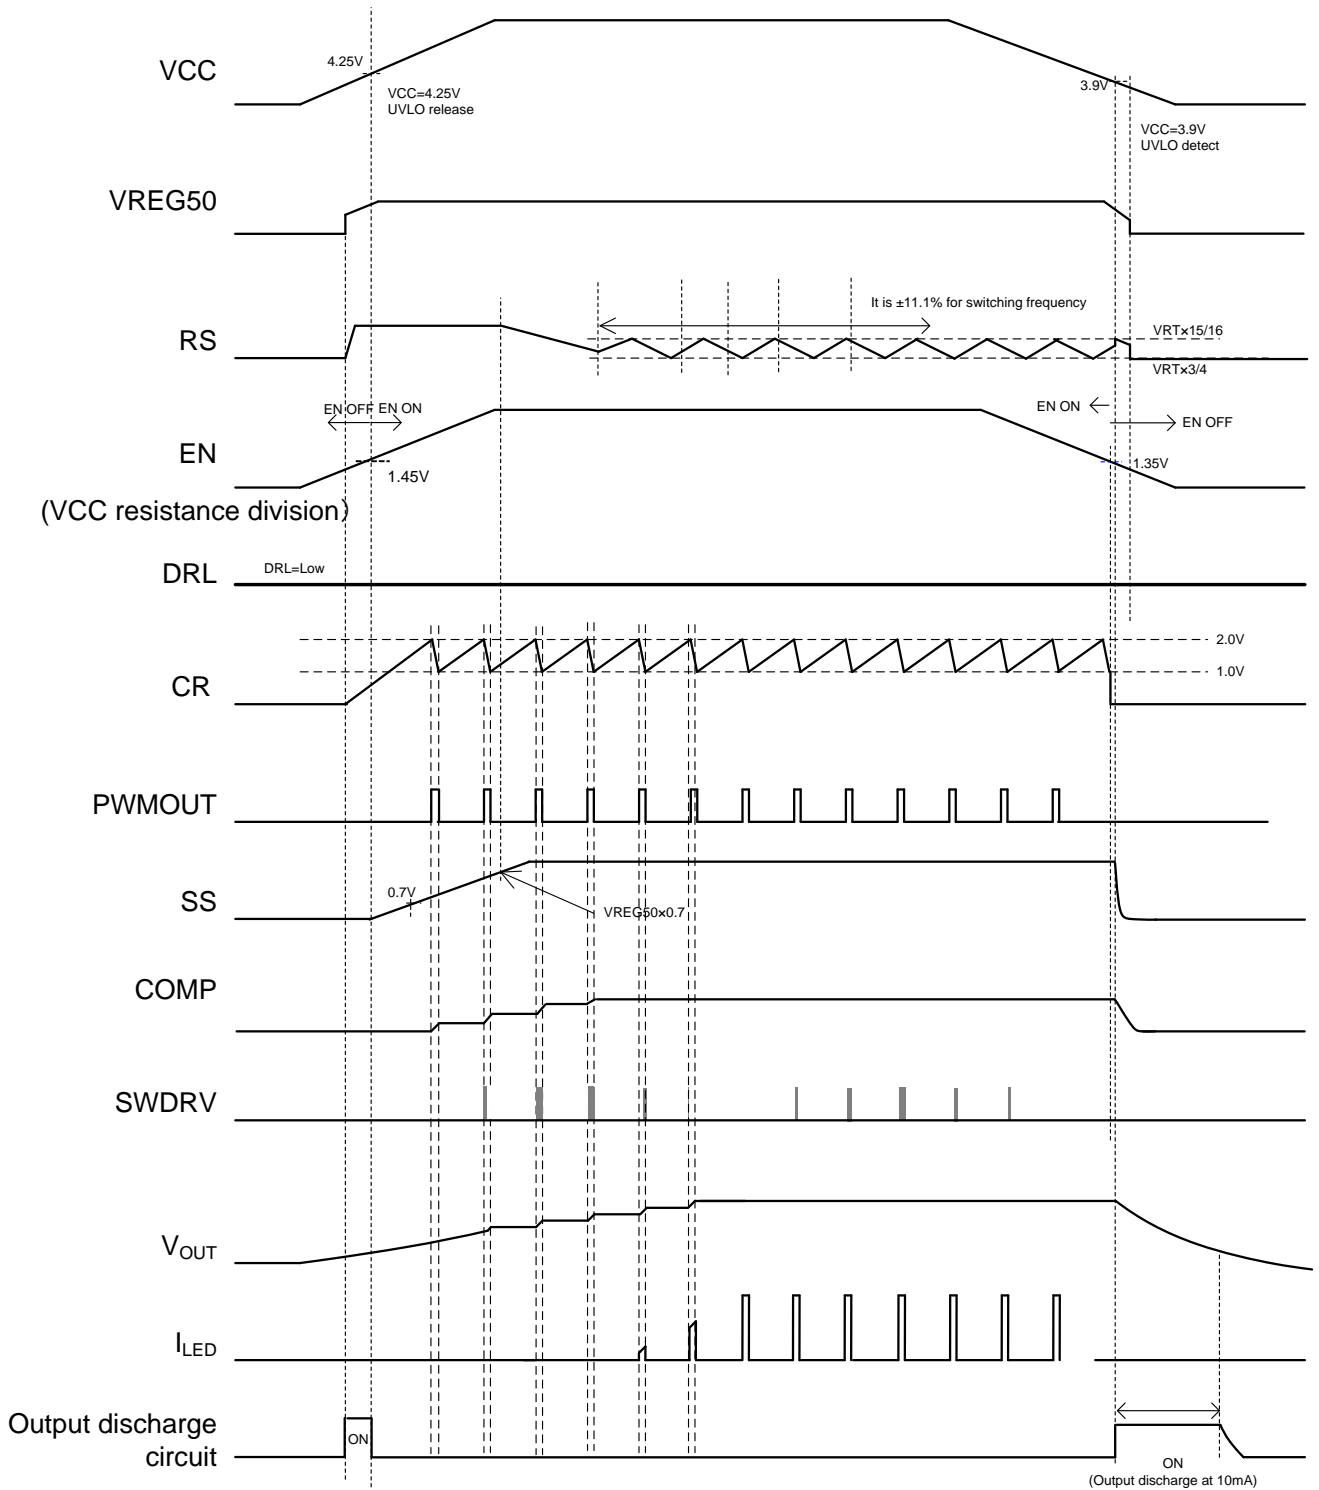 4.25V
VCC
VCC=4.25V
UVLO release
3.9V
VCC=3.9V
UVLO detect
VREG50
It is ±11.1% for switching frequency
RS
VRT×15/16
VRT×3/4
EN OFF EN ON
EN ON
EN OFF
EN
1.45V
1.35V
(VCC resistance division)
DRL
DRL=Low
2.0V
1.0V
CR
PWMOUT
0.7V
SS
VREG50×0.7
COMP
SWDRV
VOUT
ILED
Output discharge
circuit
ON
ON
(Output discharge at 10mA)